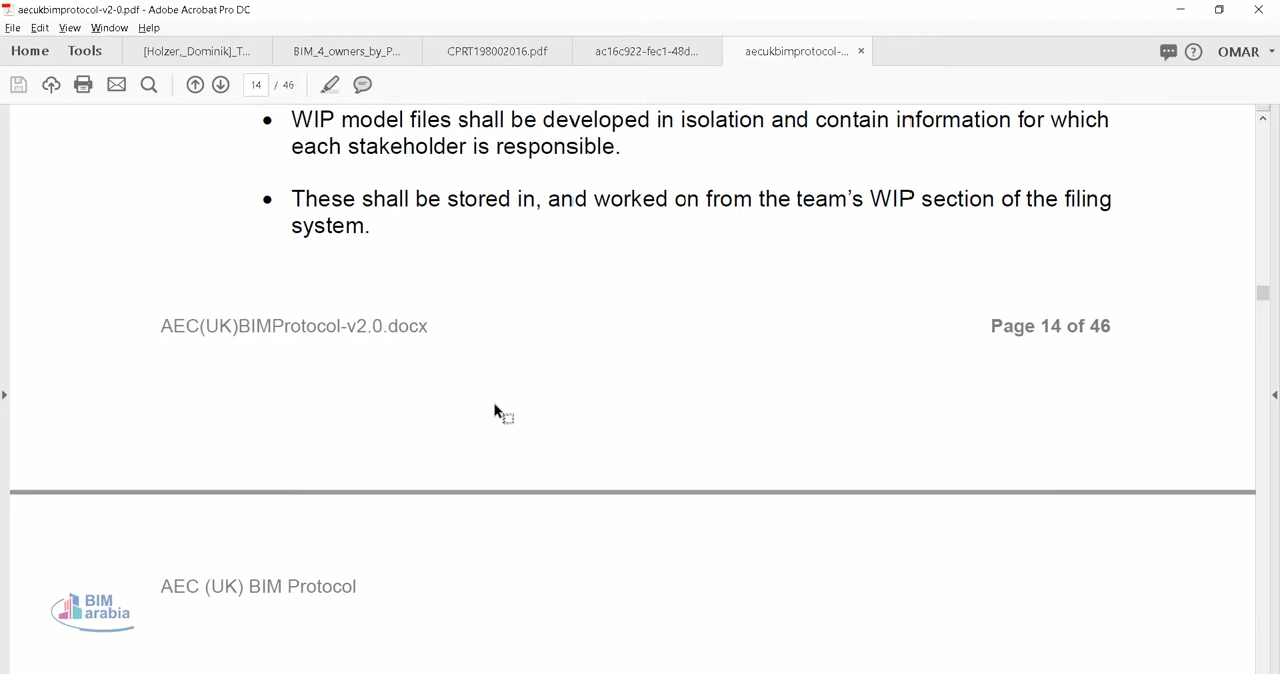 aecukbimprotocol-v2-0.pdf - Adobe Acrobat Pro DC
File Edit View Window Help
Home Tools [Holzer,_Dominik]_T... BIM_4_owners_by_P... CPRT198002016.pdf ac16c922-fec1-48d... aecukbimprotocol-... × OMAR
14 / 46
• WIP model files shall be developed in isolation and contain information for which
each stakeholder is responsible.
• These shall be stored in, and worked on from the team’s WIP section of the filing
system.
AEC(UK)BIMProtocol-v2.0.docx Page 14 of 46
AEC (UK) BIM Protocol
BIM
arabia